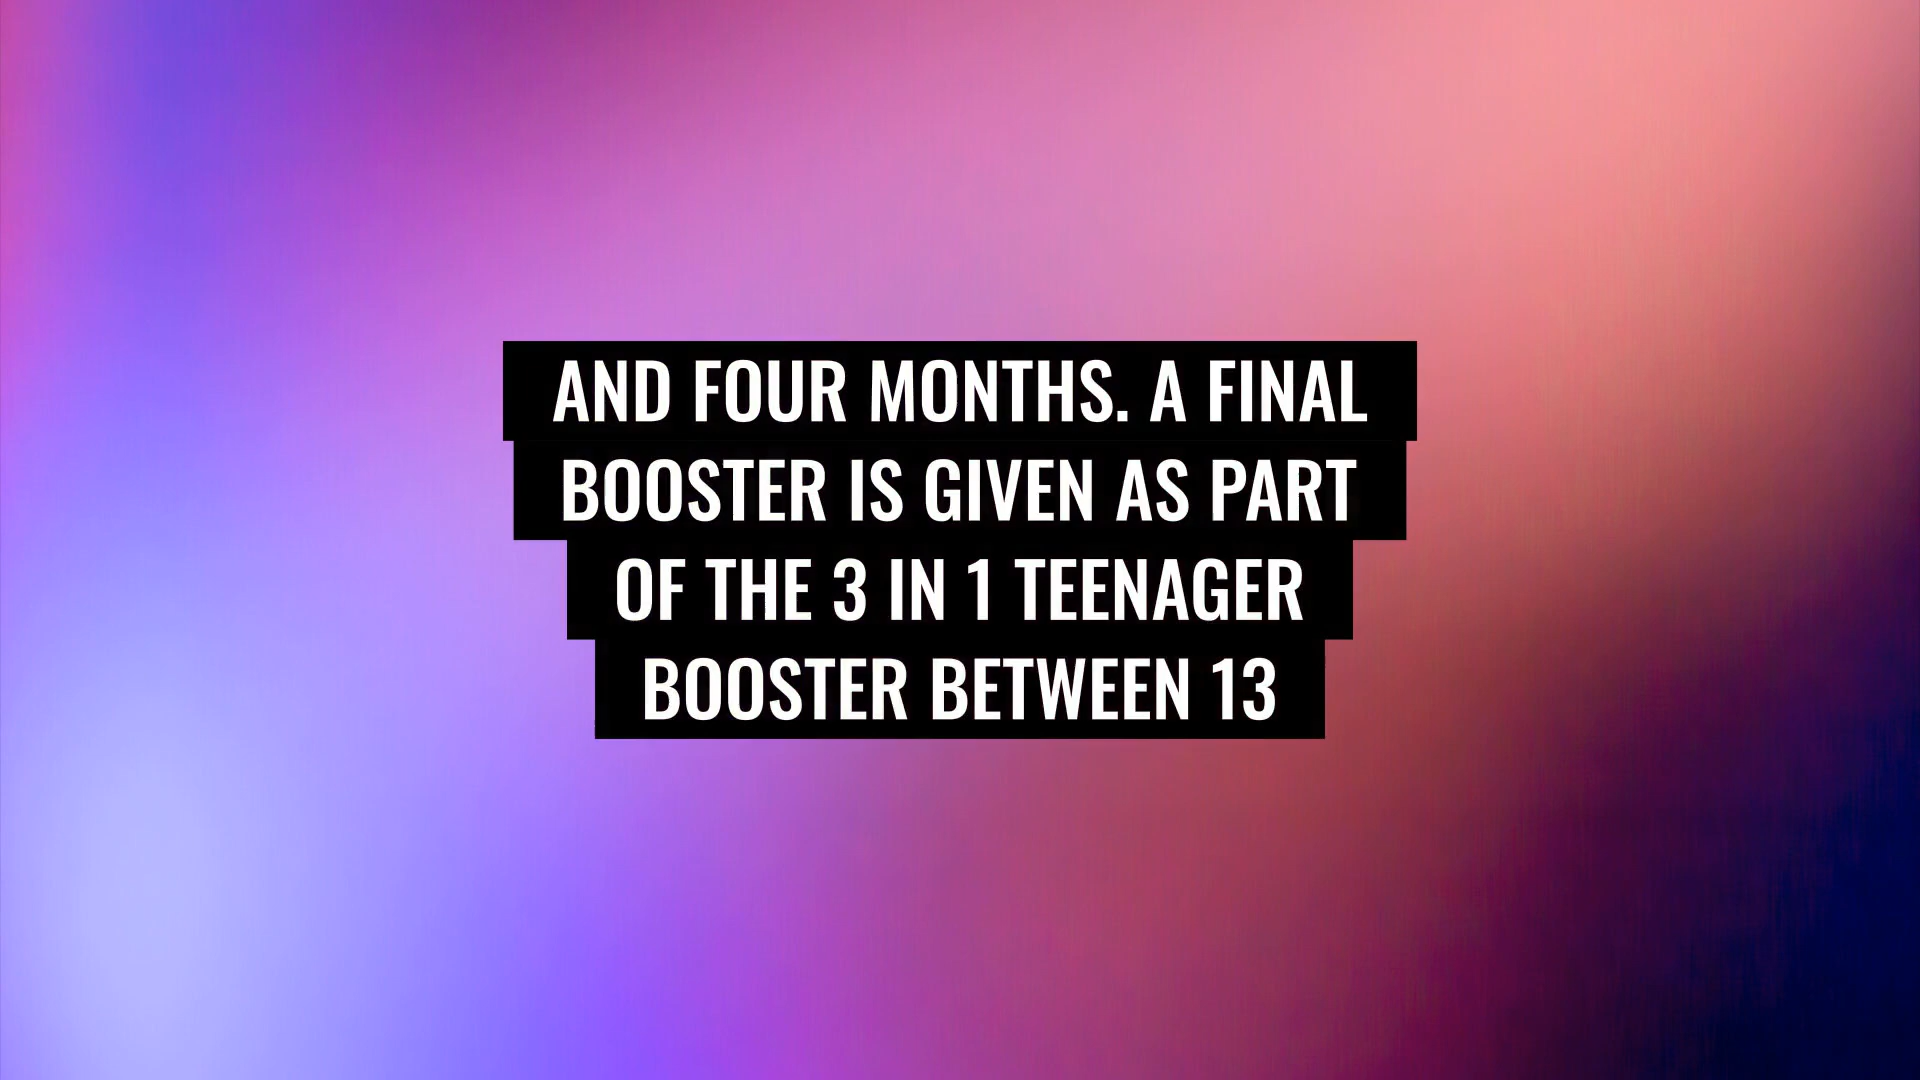 AND FOUR MONTHS. A FINAL
BOOSTER IS GIVEN AS PART
OF THE 3 IN 1 TEENAGER
BOOSTER BETWEEN 13